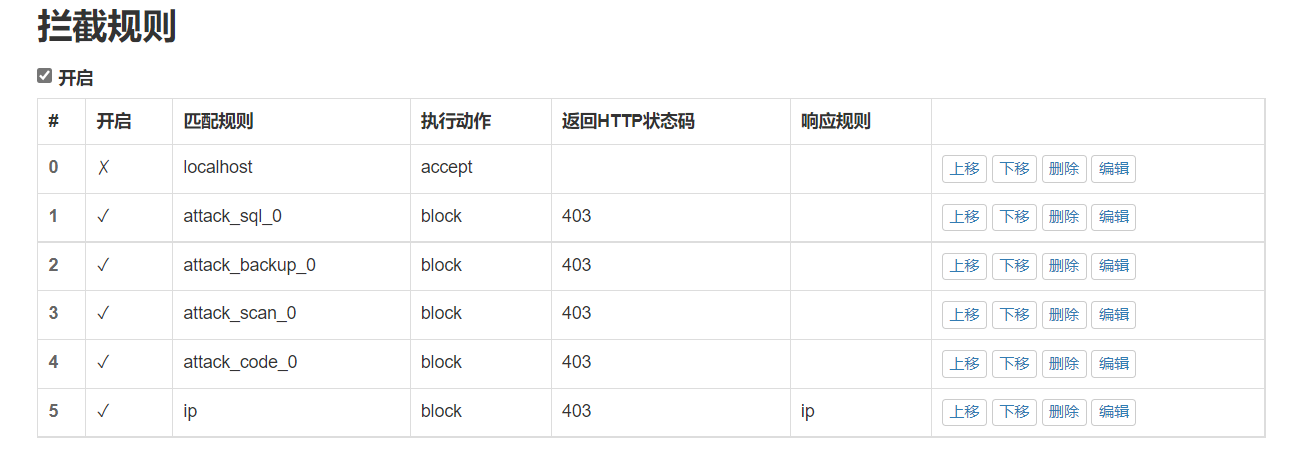 拦截规则
开启
# 开启 匹配规则 执行动作 返回HTTP状态码 响应规则
0 ✗ localhost accept 上移 下移 删除 编辑
1 ✓ attack_sql_0 block 403 上移 下移 删除 编辑
2 ✓ attack_backup_0 block 403 上移 下移 删除 编辑
3 ✓ attack_scan_0 block 403 上移 下移 删除 编辑
4 ✓ attack_code_0 block 403 上移 下移 删除 编辑
5 ✓ ip block 403 ip 上移 下移 删除 编辑